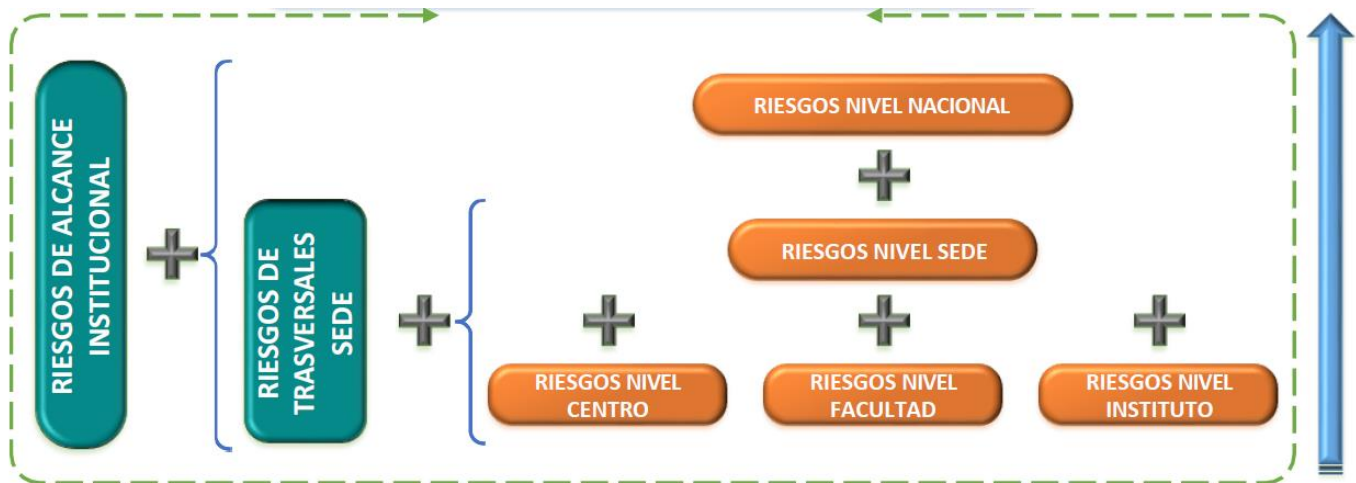 RIESGOS DE ALCANCE
INSTITUCIONAL
RIESGOS DE
TRASVERSALES
SEDE
RIESGOS NIVEL NACIONAL
RIESGOS NIVEL SEDE
RIESGOS NIVEL
CENTRO
RIESGOS NIVEL
FACULTAD
RIESGOS NIVEL
INSTITUTO